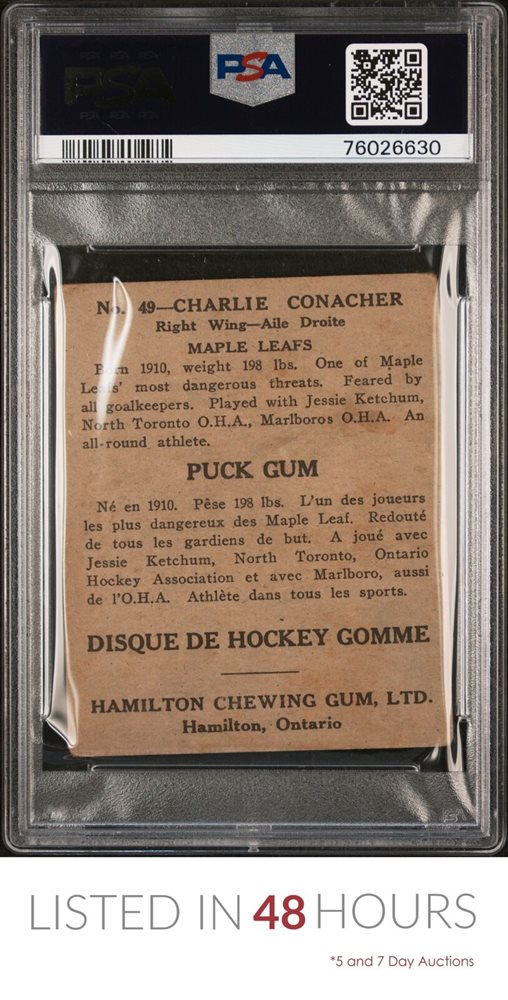 PSA
PSA
76026630
No. 49—CHARLIE CONACHER
Right Wing—Aile Droite
MAPLE LEAFS
Born 1910, weight 198 lbs. One of Maple
Leafs' most dangerous threats. Feared by
all goalkeepers. Played with Jessie Ketchum,
North Toronto O.H.A., Marlboros O.H.A. An
all-round athlete.
PUCK GUM
Né en 1910. Pêse 198 lbs. L'un des joueurs
les plus dangereux des Maple Leaf. Redouté
de tous les gardiens de but. A joué avec
Jessie Ketchum, North Toronto, Ontario
Hockey Association et avec Marlboro, aussi
de l'O.H.A. Athlète dans tous les sports.
DISQUE DE HOCKEY GOMME
HAMILTON CHEWING GUM, LTD.
Hamilton, Ontario
LISTED IN 48 HOURS
*5 and 7 Day Auctions